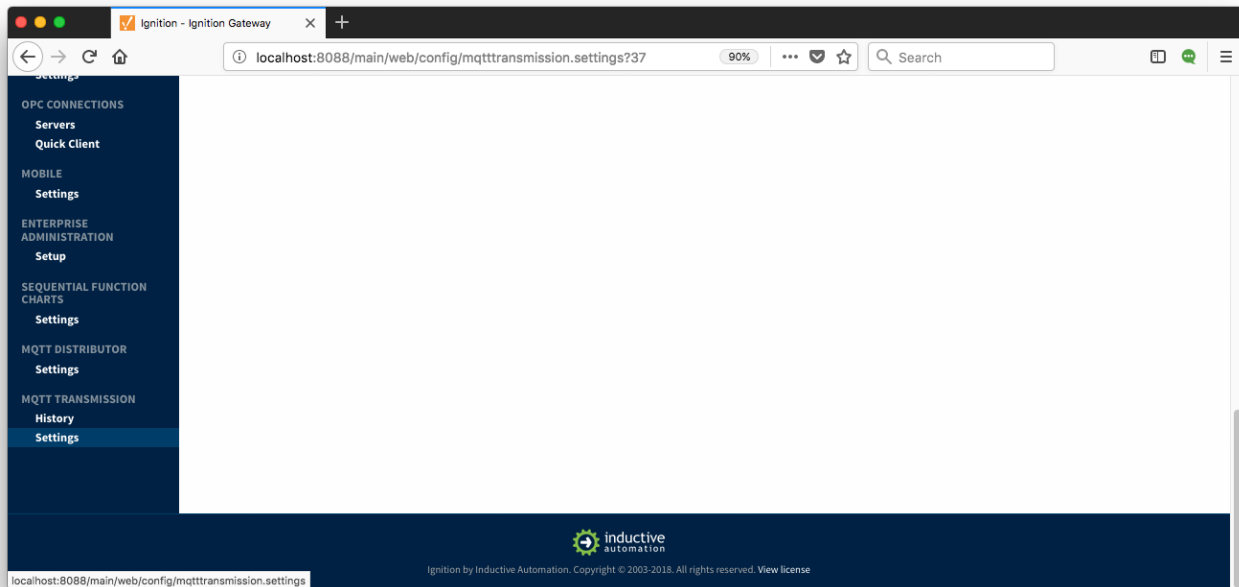 Ignition - Ignition Gateway
localhost:8088/main/web/config/mqtttransmission.settings?37
90%
Search
Settings
OPC CONNECTIONS
Servers
Quick Client
MOBILE
Settings
ENTERPRISE
ADMINISTRATION
Setup
SEQUENTIAL FUNCTION
CHARTS
Settings
MQTT DISTRIBUTOR
Settings
MQTT TRANSMISSION
History
Settings
inductive
automation
Ignition by Inductive Automation. Copyright © 2003-2018. All rights reserved. View license
localhost:8088/main/web/config/mqtttransmission.settings